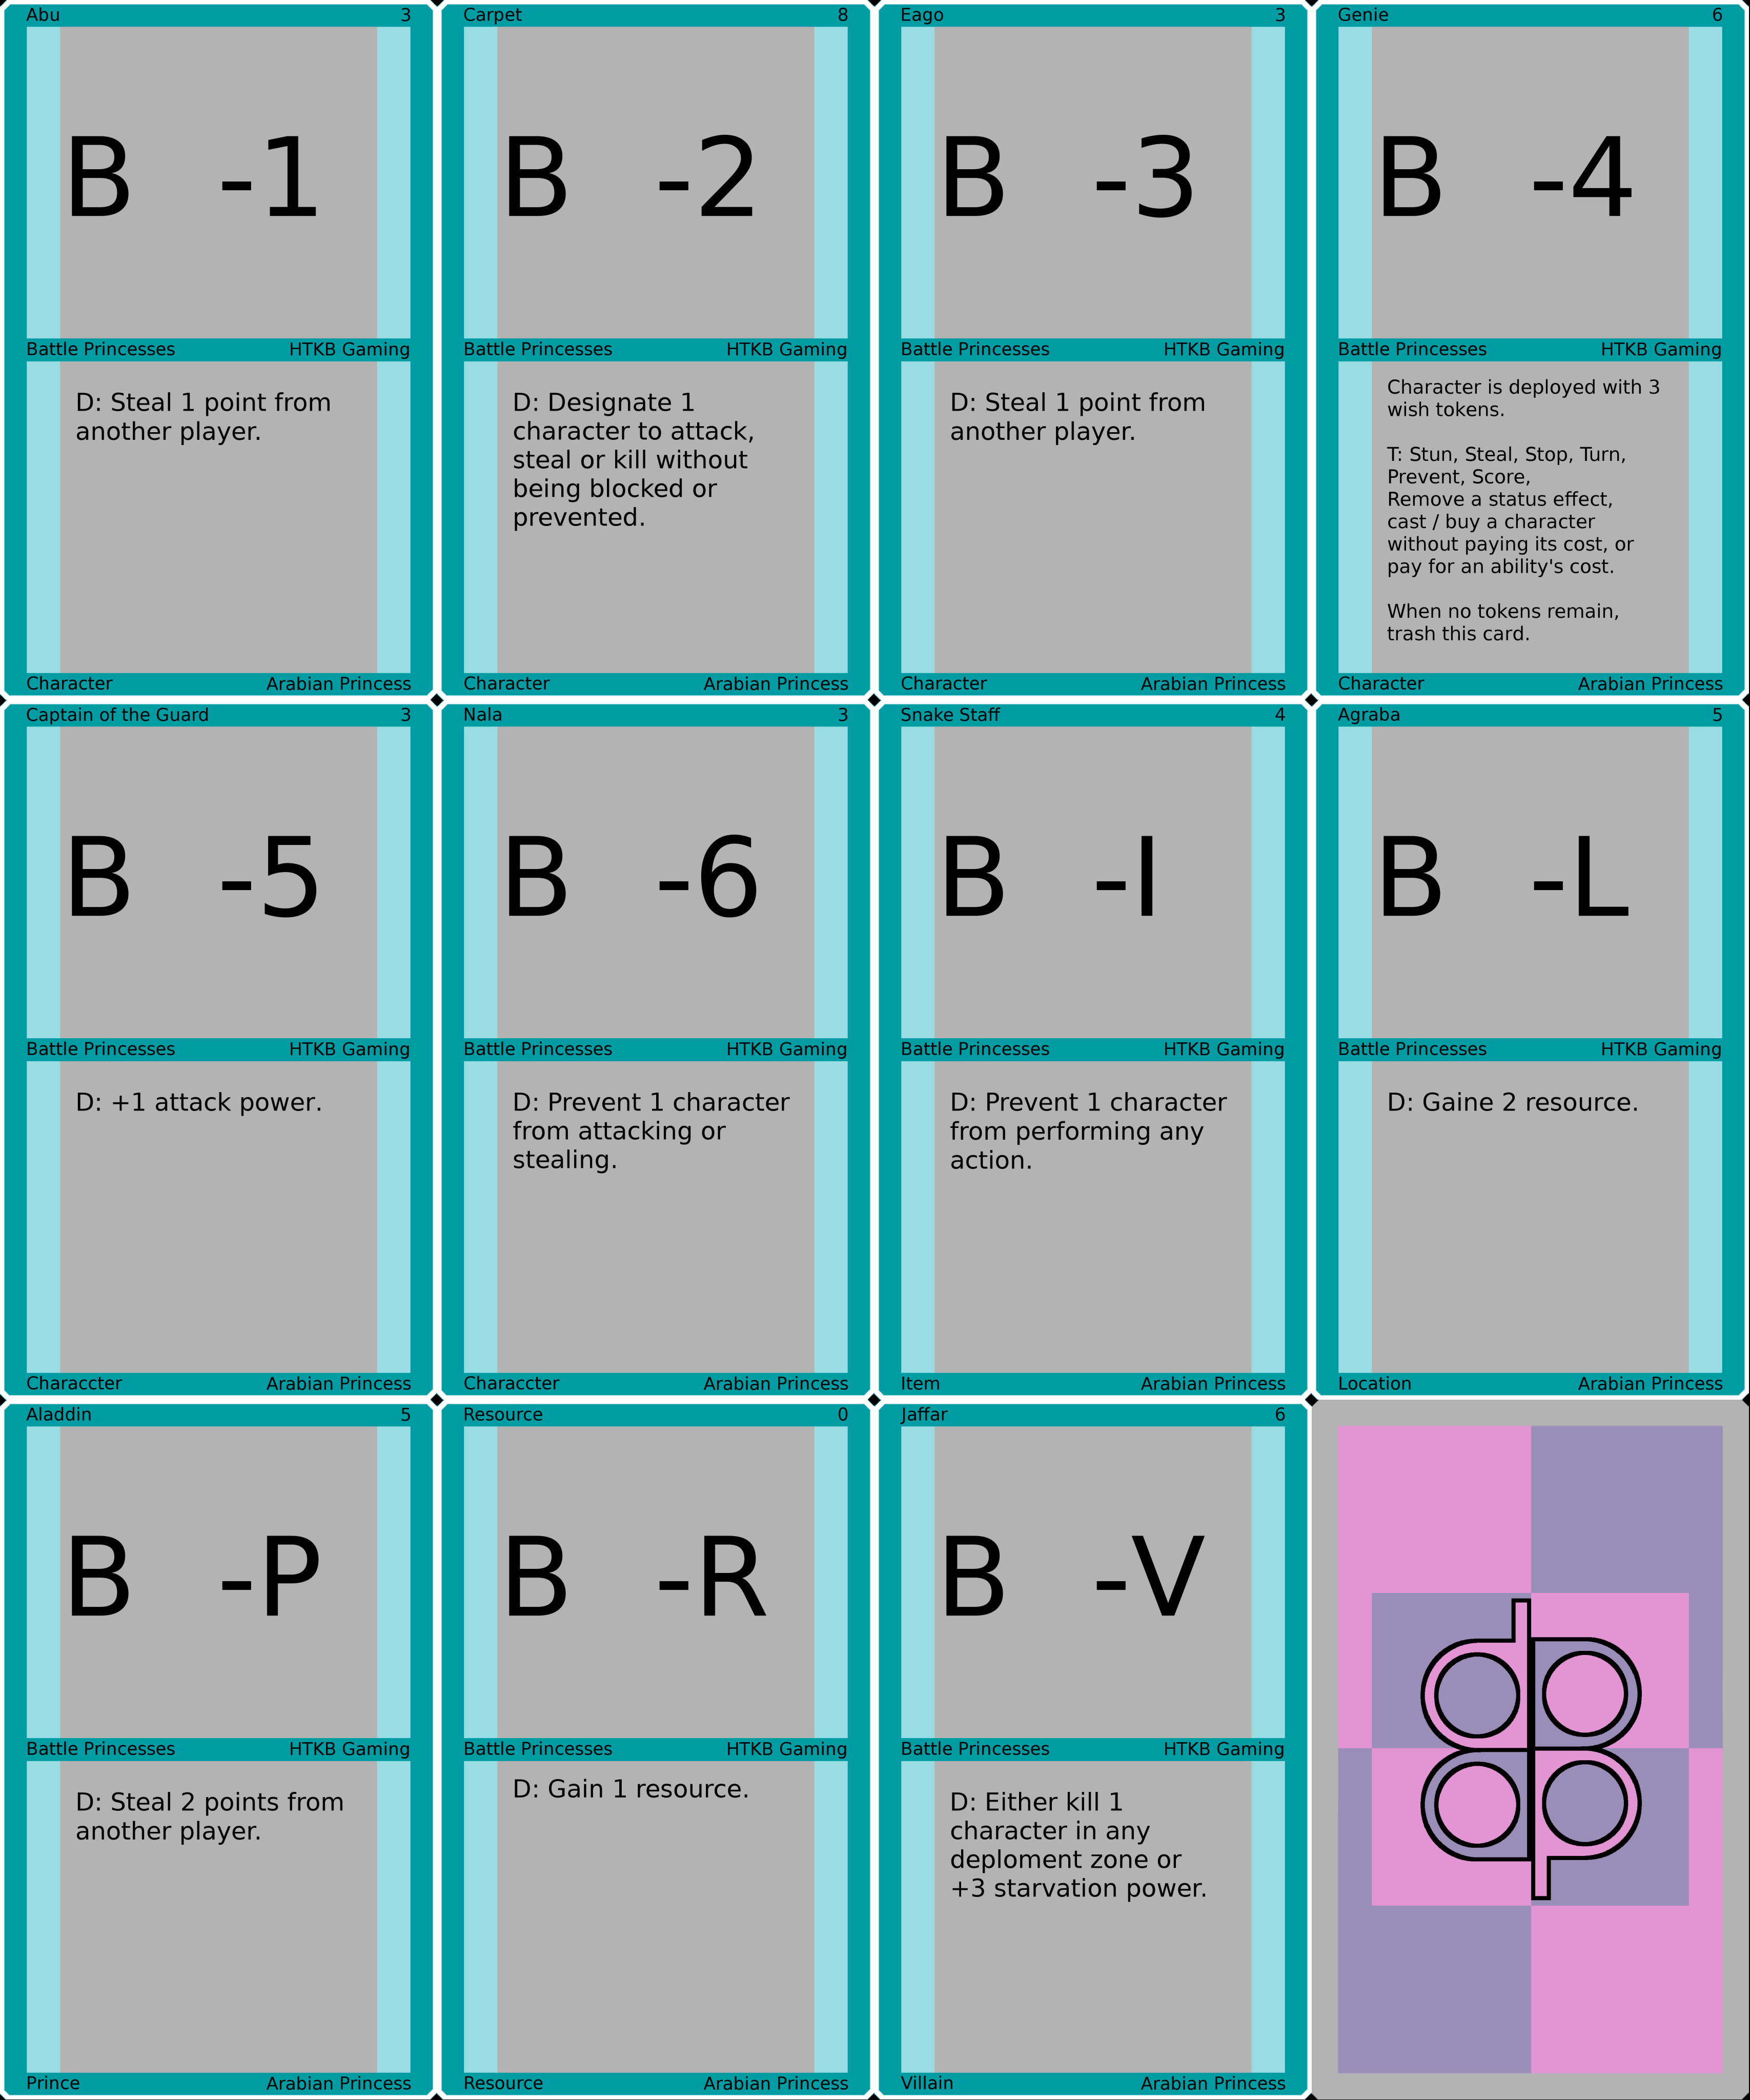 Abu 3
B -1
Battle Princesses HTKB Gaming
D: Steal 1 point from
another player.
Character Arabian Princess
Carpet 8
B -2
Battle Princesses HTKB Gaming
D: Designate 1
character to attack,
steal or kill without
being blocked or
prevented.
Character Arabian Princess
Eago 3
B -3
Battle Princesses HTKB Gaming
D: Steal 1 point from
another player.
Character Arabian Princess
Genie 6
B -4
Battle Princesses HTKB Gaming
Character is deployed with 3
wish tokens.
T: Stun, Steal, Stop, Turn,
Prevent, Score,
Remove a status effect,
cast / buy a character
without paying its cost, or
pay for an ability's cost.
When no tokens remain,
trash this card.
Character Arabian Princess
Captain of the Guard 3
B -5
Battle Princesses HTKB Gaming
D: +1 attack power.
Characcter Arabian Princess
Nala 3
B -6
Battle Princesses HTKB Gaming
D: Prevent 1 character
from attacking or
stealing.
Characcter Arabian Princess
Snake Staff 4
B -I
Battle Princesses HTKB Gaming
D: Prevent 1 character
from performing any
action.
Item Arabian Princess
Agraba 5
B -L
Battle Princesses HTKB Gaming
D: Gaine 2 resource.
Location Arabian Princess
Aladdin 5
B -P
Battle Princesses HTKB Gaming
D: Steal 2 points from
another player.
Prince Arabian Princess
Resource 0
B -R
Battle Princesses HTKB Gaming
D: Gain 1 resource.
Resource Arabian Princess
Jaffar 6
B -V
Battle Princesses HTKB Gaming
D: Either kill 1
character in any
deploment zone or
+3 starvation power.
Villain Arabian Princess